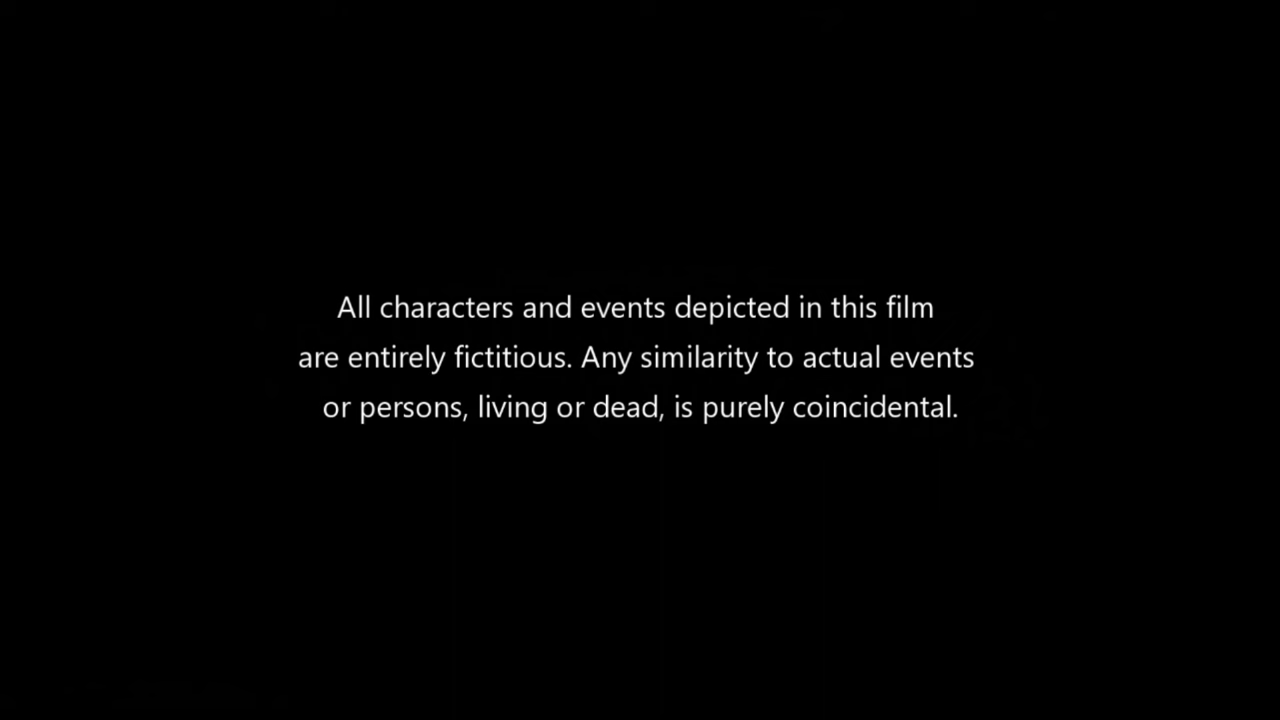 All characters and events depicted in this film
are entirely fictitious. Any similarity to actual events
or persons, living or dead, is purely coincidental.